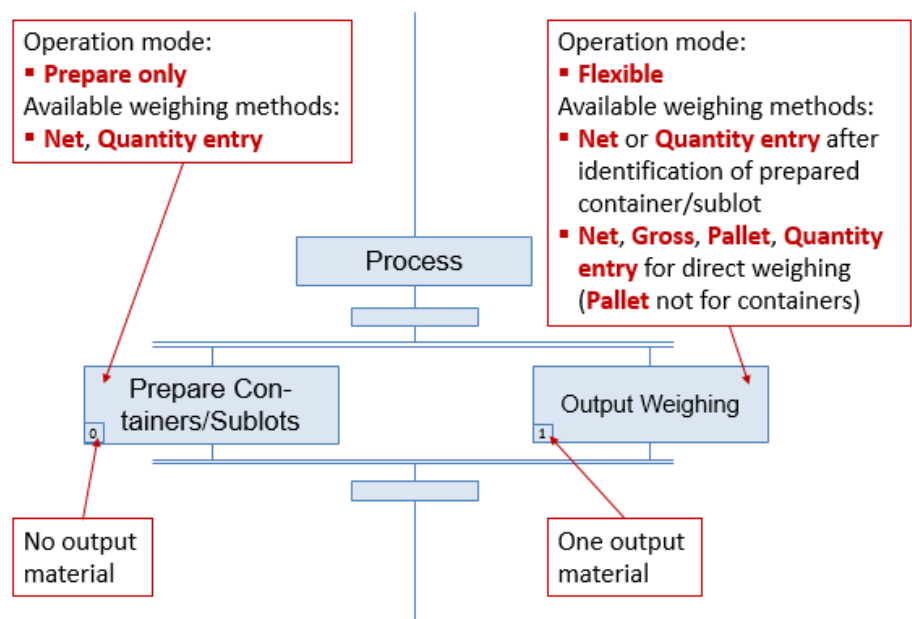 Operation mode:
▪ Prepare only
Available weighing methods:
▪ Net, Quantity entry
Operation mode:
▪ Flexible
Available weighing methods:
▪ Net or Quantity entry after
identification of prepared
container/sublot
▪ Net, Gross, Pallet, Quantity
entry for direct weighing
(Pallet not for containers)
Process
Prepare Con-
tainers/Sublots
0
Output Weighing
1
No output
material
One output
material